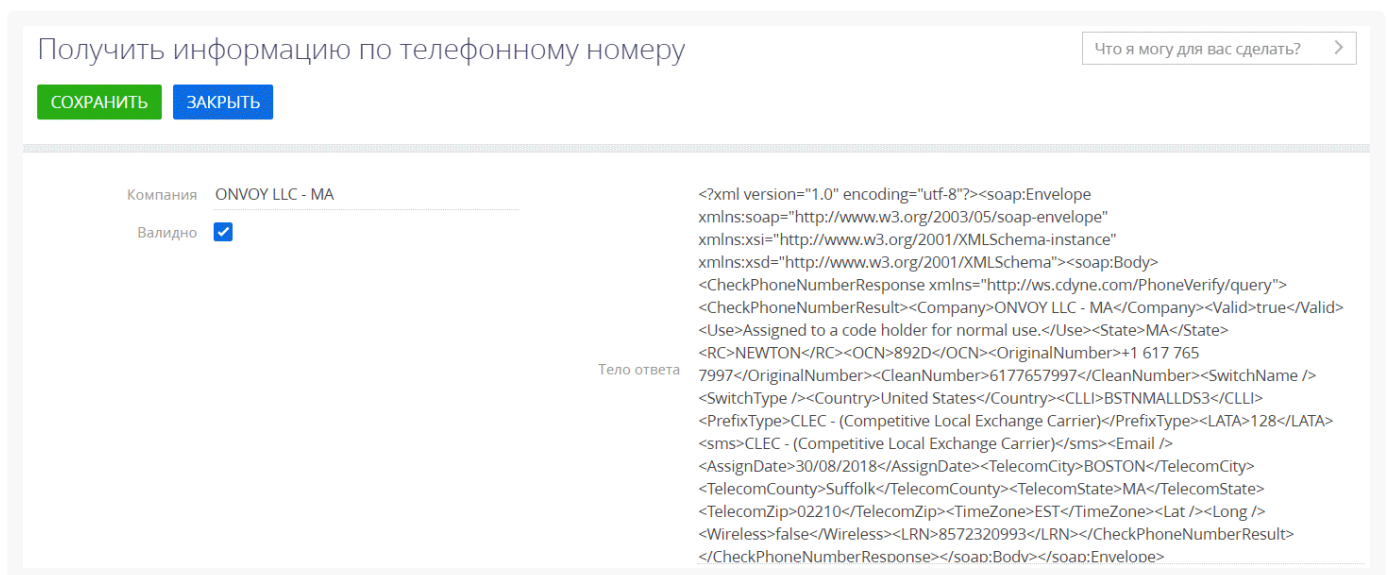 Получить информацию по телефонному номеру
Что я могу для вас сделать?
СОХРАНИТЬ
ЗАКРЫТЬ
Компания
ONVOY LLC - MA
Валидно
Тело ответа
<?xml version="1.0" encoding="utf-8"?><soap:Envelope
xmlns:soap="http://www.w3.org/2003/05/soap-envelope"
xmlns:xsi="http://www.w3.org/2001/XMLSchema-instance"
xmlns:xsd="http://www.w3.org/2001/XMLSchema"><soap:Body>
<CheckPhoneNumberResponse xmlns="http://ws.cdyne.com/PhoneVerify/query">
<CheckPhoneNumberResult><Company>ONVOY LLC - MA</Company><Valid>true</Valid>
<Use>Assigned to a code holder for normal use.</Use><State>MA</State>
<RC>NEWTON</RC><OCN>892D</OCN><OriginalNumber>+1 617 765
7997</OriginalNumber><CleanNumber>6177657997</CleanNumber><SwitchName />
<SwitchType /><Country>United States</Country><CLLI>BSTNMALLDS3</CLLI>
<PrefixType>CLEC - (Competitive Local Exchange Carrier)</PrefixType><LATA>128</LATA>
<sms>CLEC - (Competitive Local Exchange Carrier)</sms><Email />
<AssignDate>30/08/2018</AssignDate><TelecomCity>BOSTON</TelecomCity>
<TelecomCounty>Suffolk</TelecomCounty><TelecomState>MA</TelecomState>
<TelecomZip>02210</TelecomZip><TimeZone>EST</TimeZone><Lat /><Long />
<Wireless>false</Wireless><LRN>8572320993</LRN></CheckPhoneNumberResult>
</CheckPhoneNumberResponse></soap:Body></soap:Envelope>